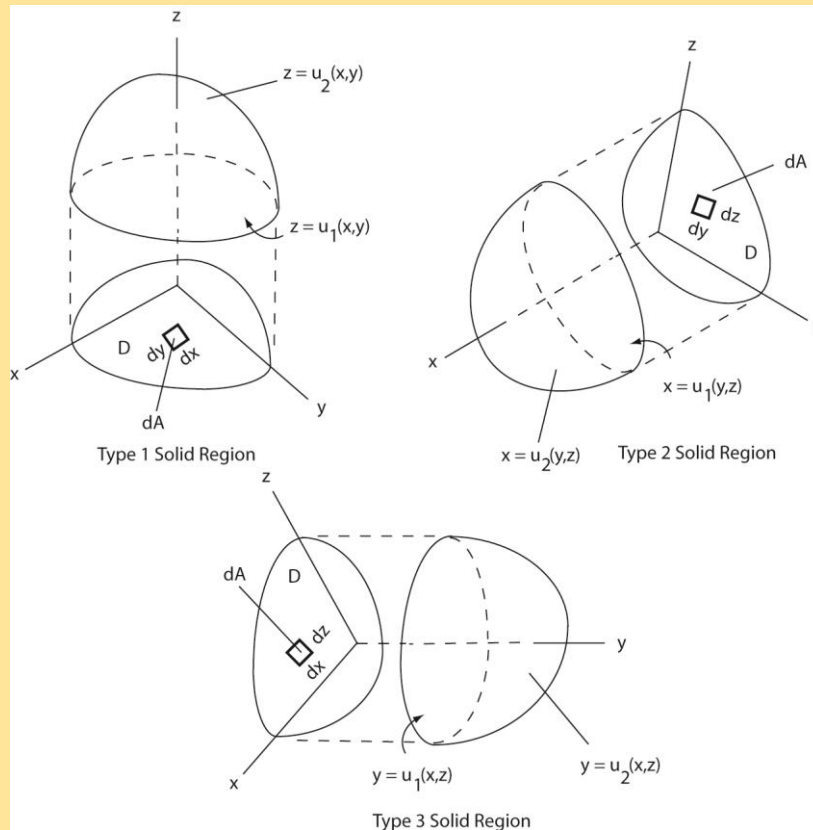 z
z = u2(x,y)
z = u1(x,y)
D
dy
dx
x
y
dA
Type 1 Solid Region
z
dA
dz
dy
D
x
x = u1(y,z)
x = u2(y,z)
Type 2 Solid Region
z
dA
D
dz
dx
y
x
y = u1(x,z)
y = u2(x,z)
Type 3 Solid Region